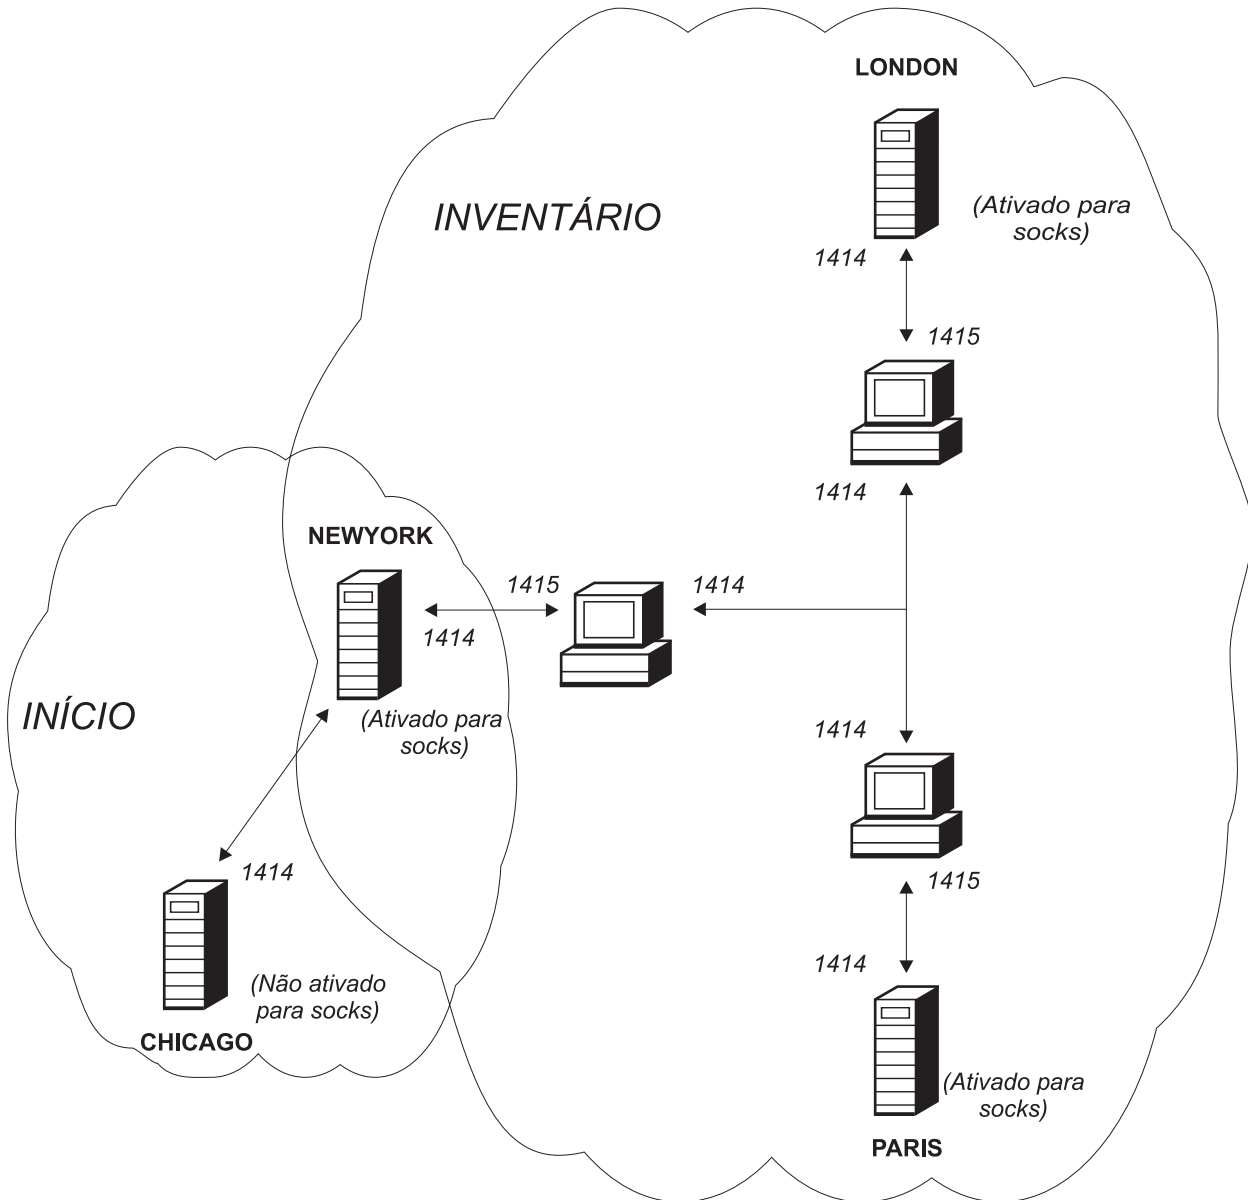 LONDON
INVENTÁRIO
(Ativado para
socks)
1414
1415
1414
NEWYORK
1415
1414
1414
INÍCIO
(Ativado para
socks)
1414
1414
1415
1414
(Não ativado
para socks)
CHICAGO
(Ativado para
socks)
PARIS